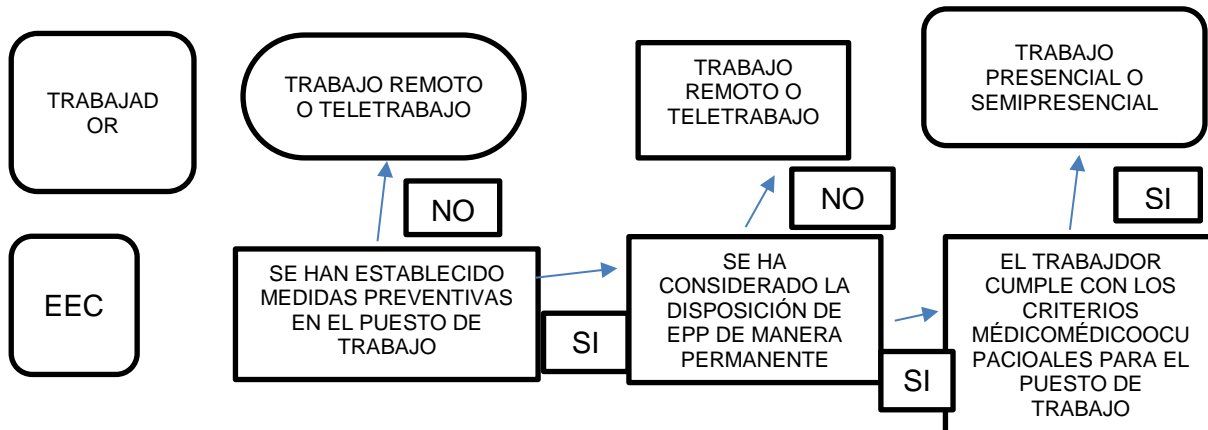 TRABAJAD
OR
TRABAJO REMOTO
O TELETRABAJO
TRABAJO
REMOTO O
TELETRABAJO
TRABAJO
PRESENCIAL O
SEMIPRESENCIAL
NO
NO
SI
EEC
SE HAN ESTABLECIDO
MEDIDAS PREVENTIVAS
EN EL PUESTO DE
TRABAJO
SI
SE HA
CONSIDERADO LA
DISPOSICIÓN DE
EPP DE MANERA
PERMANENTE
SI
EL TRABAJDOR
CUMPLE CON LOS
CRITERIOS
MÉDICOMÉDICOOCU
PACIOALES PARA EL
PUESTO DE
TRABAJO